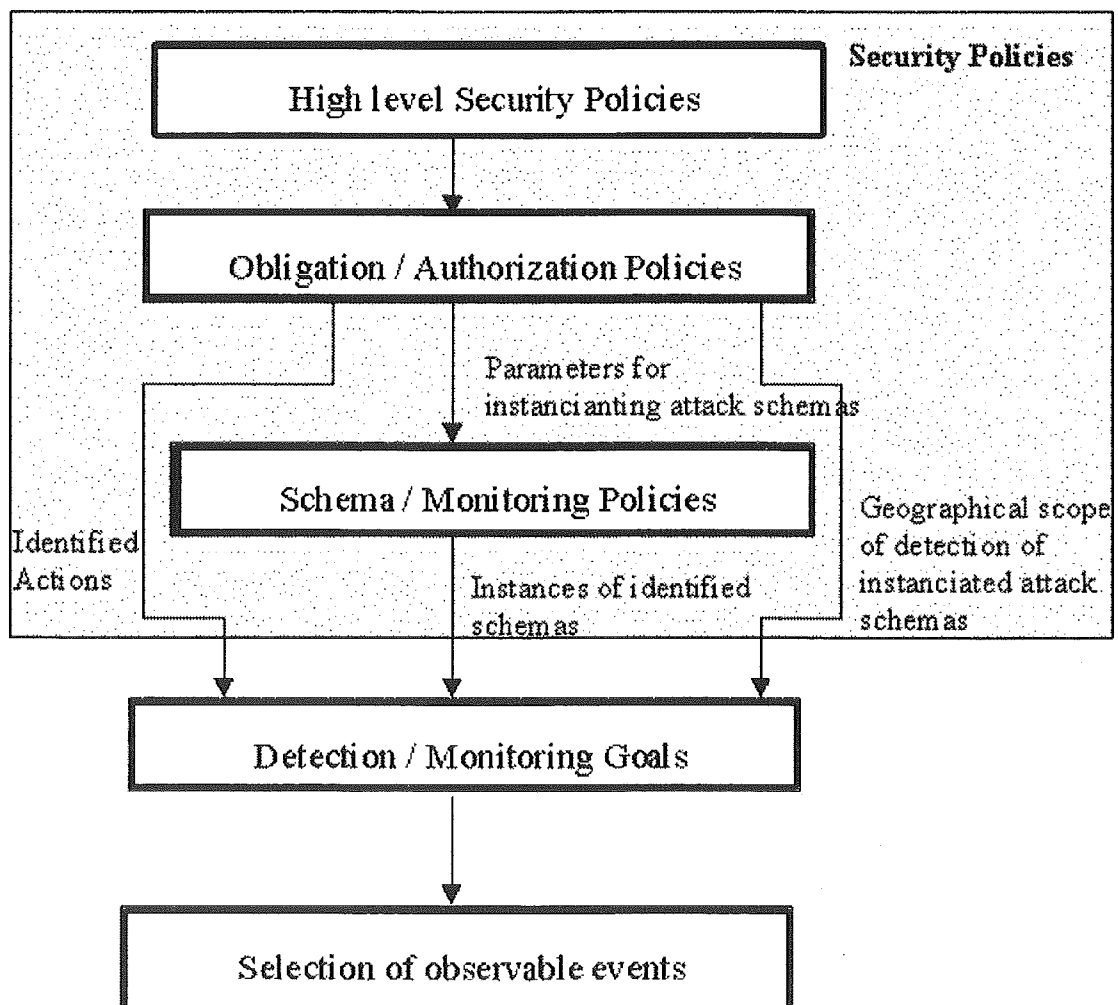 Security Policies
High level Security Policies
Obligation / Authorization Policies
Parameters for
instancianting attack schemas
Schema / Monitoring Policies
Identified
Actions
Instances of identified
schemas
Geographical scope
of detection of
instanciated attack
schemas
Detection / Monitoring Goals
Selection of observable events